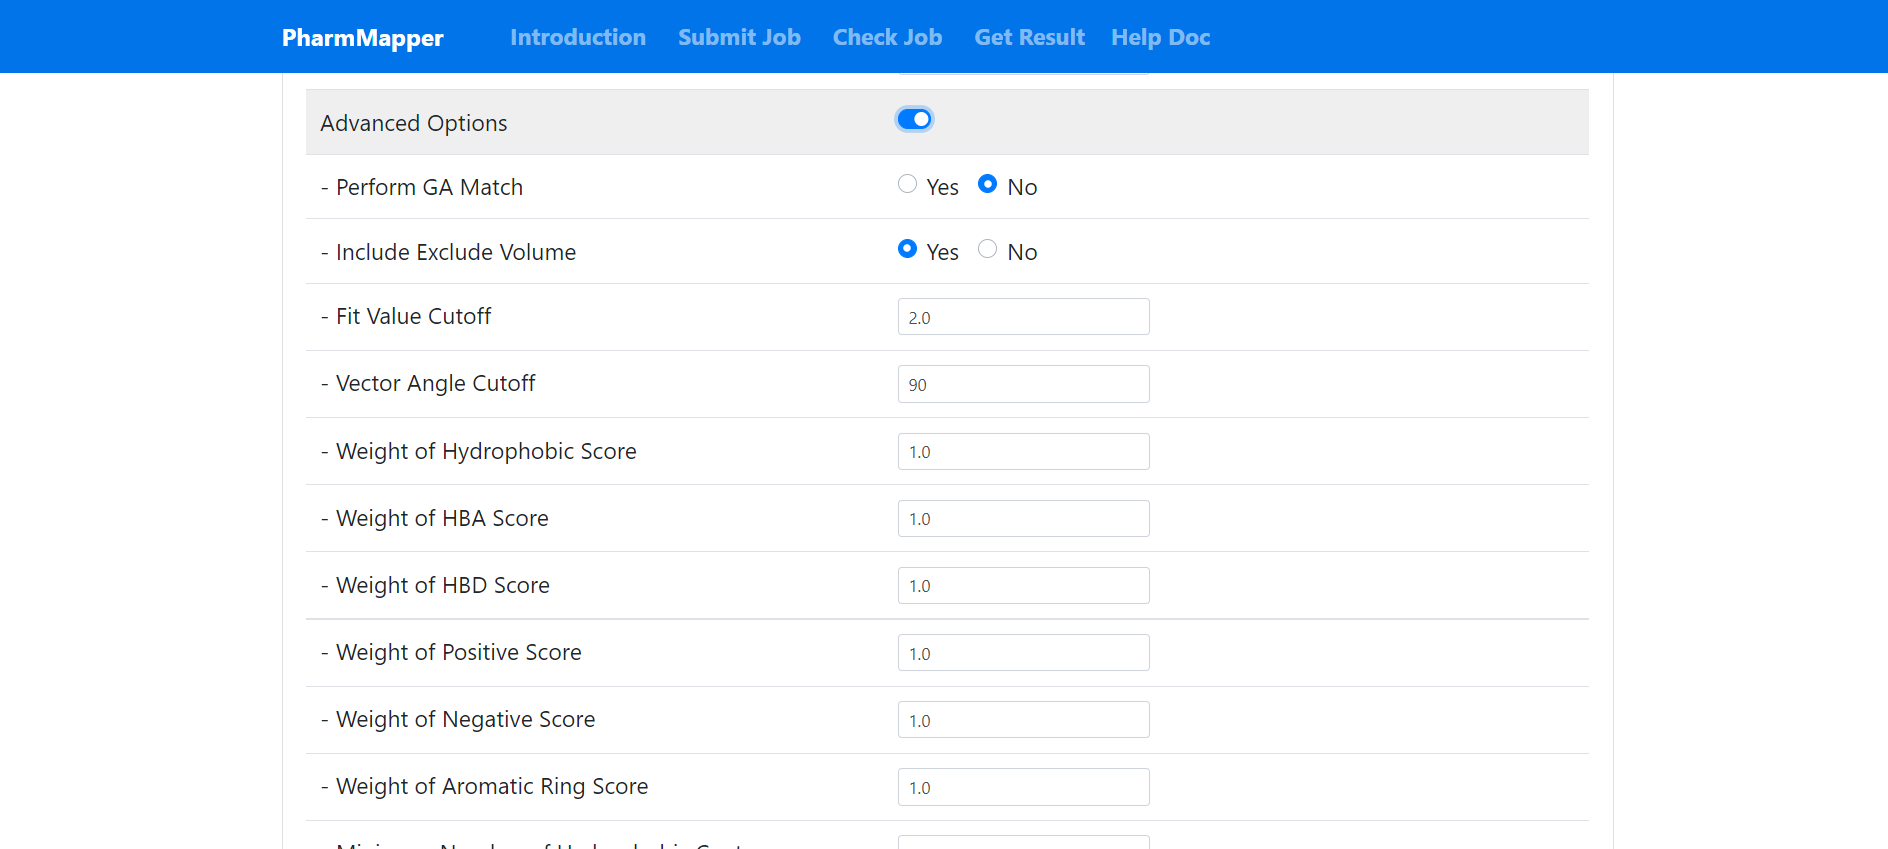 PharmMapper Introduction Submit Job Check Job Get Result Help Doc
Advanced Options
- Perform GA Match Yes No
- Include Exclude Volume Yes No
- Fit Value Cutoff 2.0
- Vector Angle Cutoff 90
- Weight of Hydrophobic Score 1.0
- Weight of HBA Score 1.0
- Weight of HBD Score 1.0
- Weight of Positive Score 1.0
- Weight of Negative Score 1.0
- Weight of Aromatic Ring Score 1.0